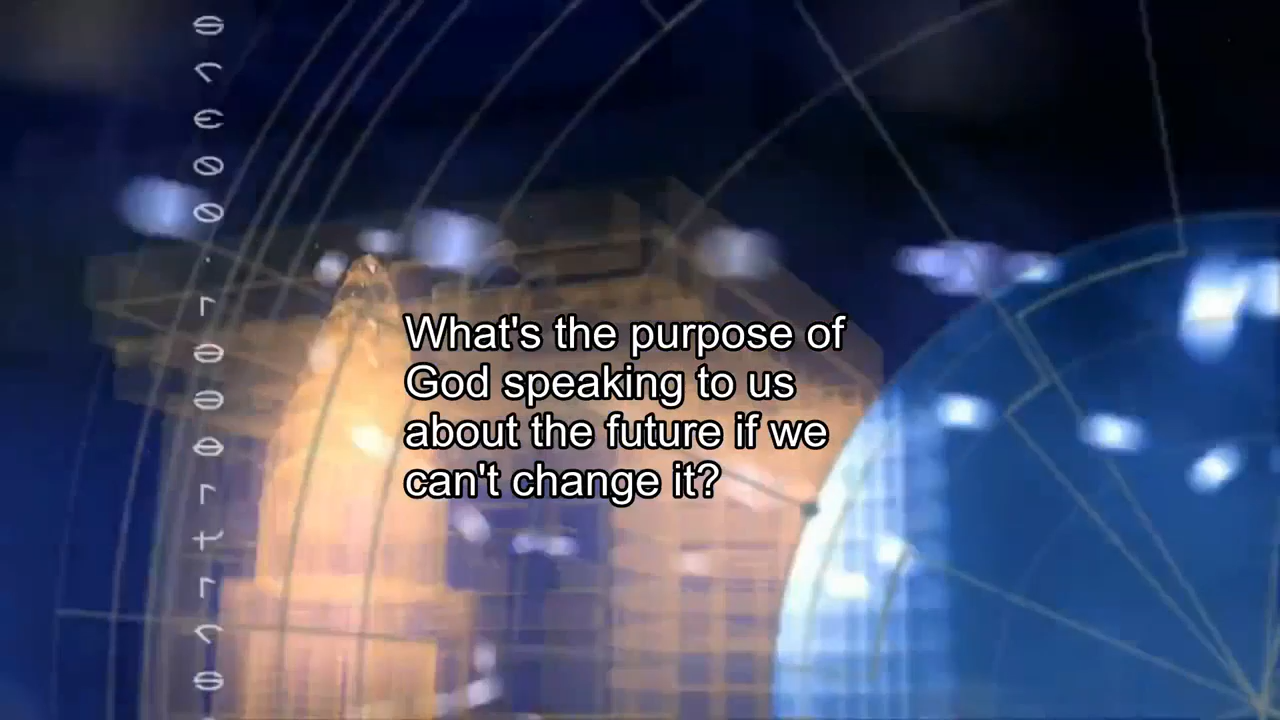 What's the purpose of
God speaking to us
about the future if we
can't change it?